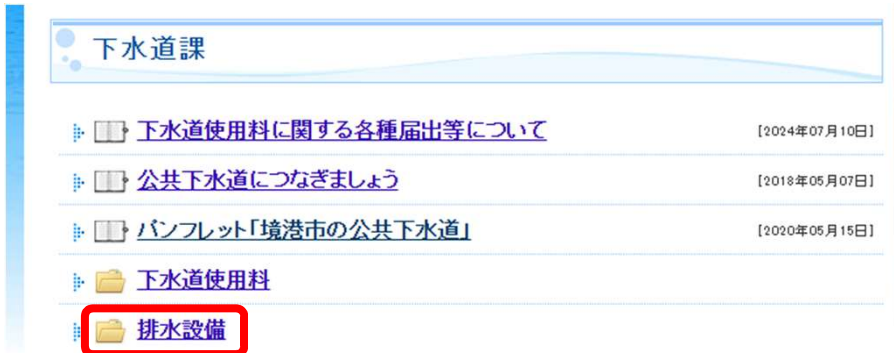 下水道課
下水道使用料に関する各種届出等について [2024年07月10日]
公共下水道につなぎましょう [2018年05月07日]
パンフレット「境港市の公共下水道」 [2020年05月15日]
下水道使用料
排水設備